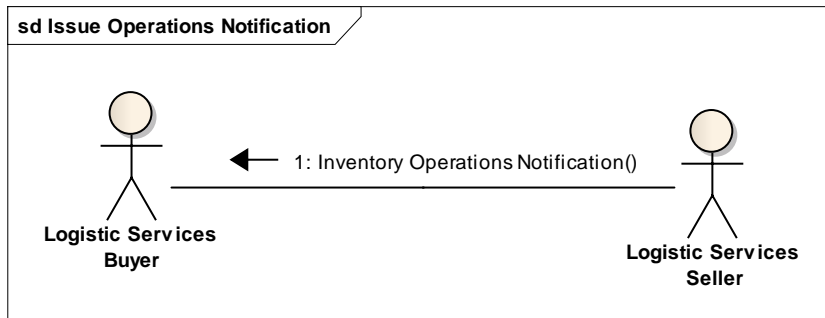 sd Issue Operations Notification
1: Inventory Operations Notification()
Logistic Services
Buyer
Logistic Services
Seller